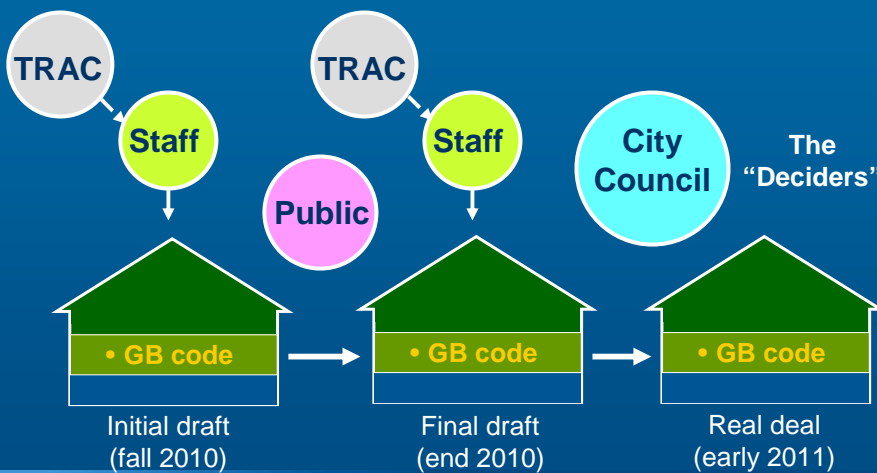 TRAC
Staff
Public
TRAC
Staff
City
Council
The
“Deciders”
• GB code
• GB code
• GB code
Initial draft
(fall 2010)
Final draft
(end 2010)
Real deal
(early 2011)